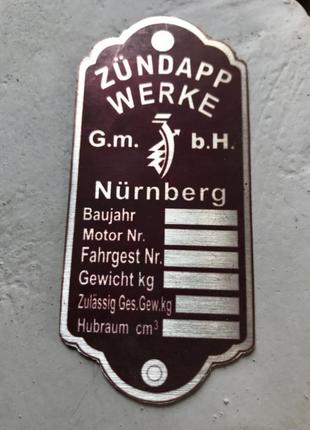 ZÜNDAPP
WERKE
G.m. b.H.
Nürnberg
Baujahr
Motor Nr.
Fahrgest Nr.
Gewicht kg
Zulässig Ges.Gew.kg
Hubraum cm³